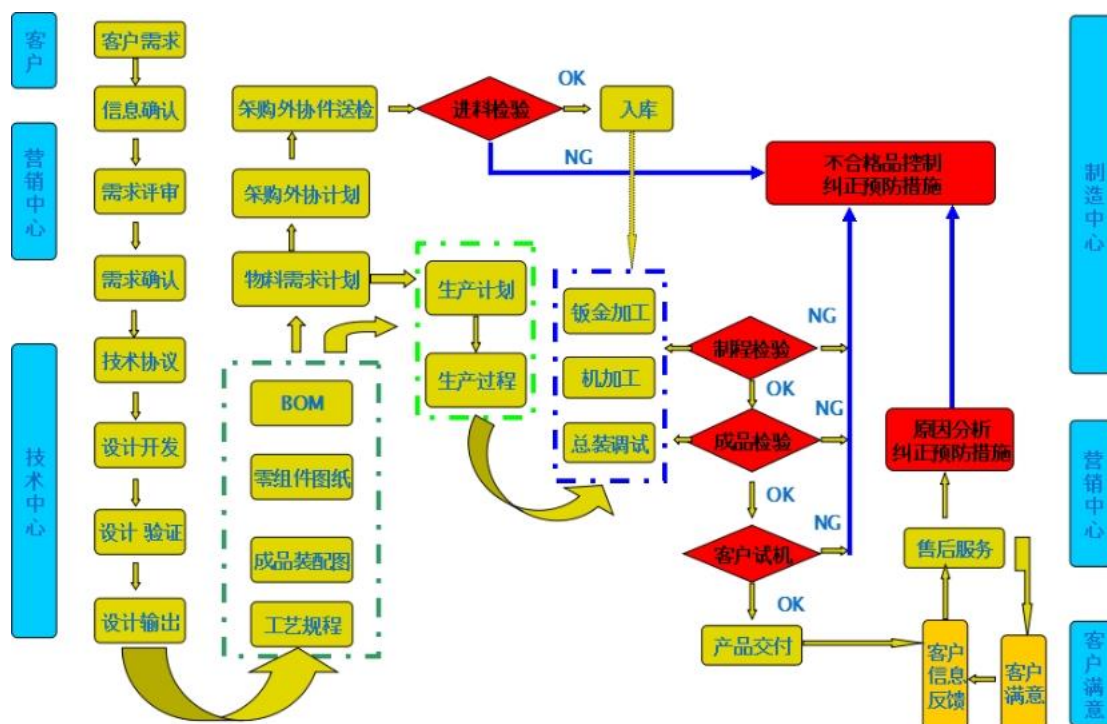 客户
营销中心
技术中心
客户需求
信息确认
需求评审
需求确认
技术协议
设计开发
设计 验证
设计输出
采购外协件送检
采购外协计划
物料需求计划
BOM
零组件图纸
成品装配图
工艺规程
生产计划
生产过程
进料检验
OK
NG
入库
钣金加工
机加工
总装调试
制程检验
NG
OK
成品检验
NG
OK
客户试机
NG
OK
产品交付
不合格品控制
纠正预防措施
原因分析
纠正预防措施
售后服务
客户
信息
反馈
客户
满意
制造中心
营销中心
客户满意